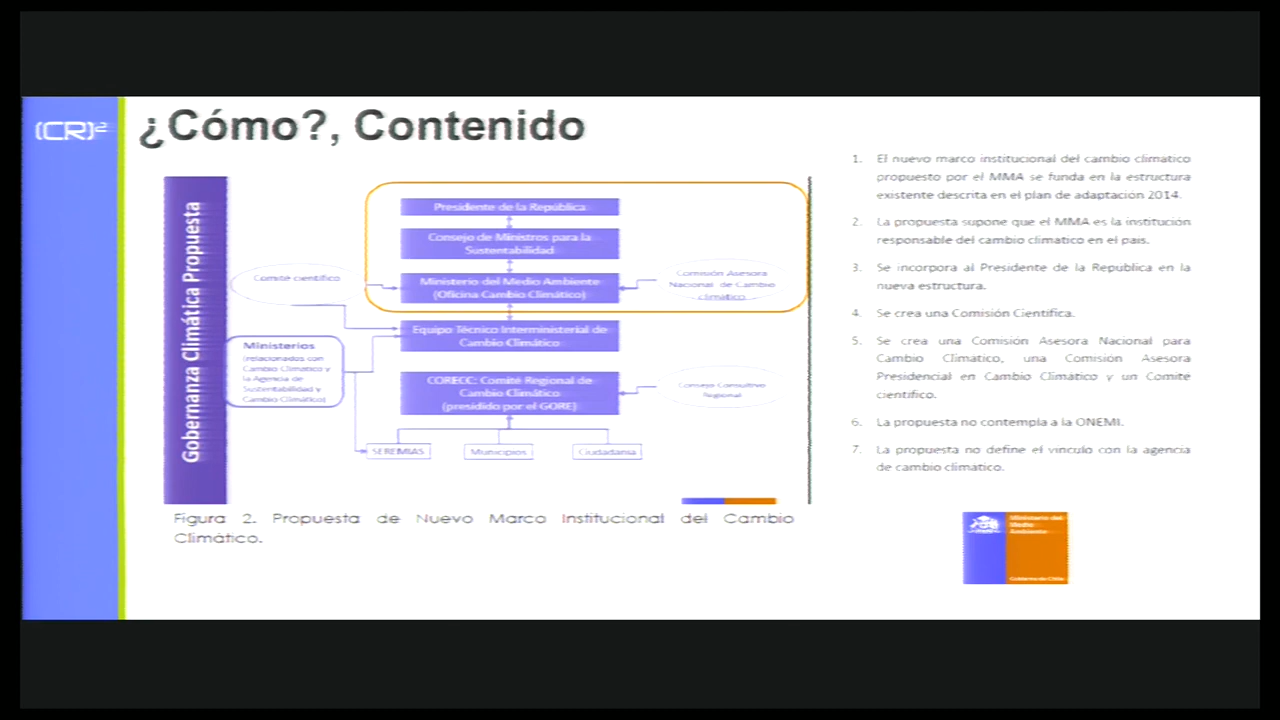 (CR)²
¿Cómo?, Contenido
Gobernanza Climática Propuesta
Presidente de la República
Consejo de Ministros para la
Sustentabilidad
Comité científico
Ministerio del Medio Ambiente
(Oficina Cambio Climático)
Comisión Asesora
Nacional de Cambio
climático
Equipo Técnico Interministerial de
Cambio Climático
Ministerios
(relacionados con
Cambio Climático y
la Agencia de
Sustentabilidad y
Cambio Climático)
CORECC: Comité Regional de
Cambio Climático
(presidido por el GORE)
Consejo Consultivo
Regional
SEREMIAS
Municipios
Ciudadanía
Figura 2. Propuesta de Nuevo Marco Institucional del Cambio
Climático.
1. El nuevo marco institucional del cambio climatico
propuesto por el MMA se funda en la estructura
existente descrita en el plan de adaptación 2014.
2. La propuesta supone que el MMA es la institucion
responsable del cambio climatico en el pais.
3. Se incorpora al Presidente de la Republica en la
nueva estructura.
4. Se crea una Comisión Cientifica.
5. Se crea una Comisión Asesora Nacional para
Cambio Climatico, una Comisión Asesora
Presidencial en Cambio Climatico y un Comite
cientifico.
6. La propuesta no contempla a la ONEMI.
7. La propuesta no define el vinculo con la agencia
de cambio climatico.
Ministerio del
Medio
Ambiente
Gobierno de Chile